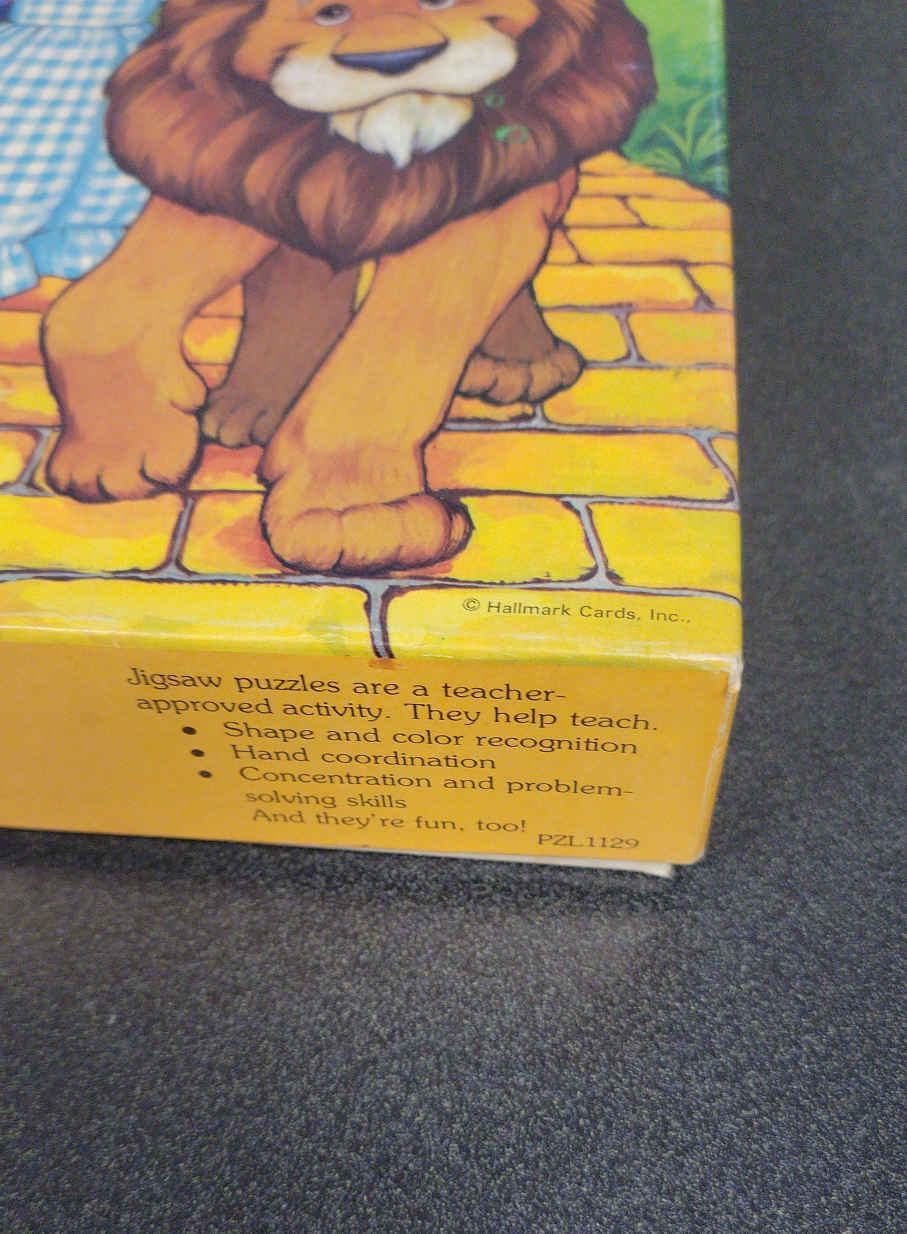 © Hallmark Cards, Inc.,
Jigsaw puzzles are a teacher-
approved activity. They help teach.
• Shape and color recognition
• Hand coordination
• Concentration and problem-
solving skills
And they're fun, too!
PZL1129